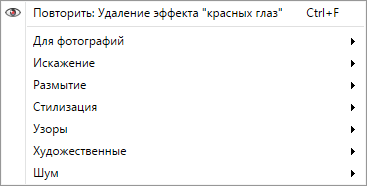 Повторить: Удаление эффекта "красных глаз" Ctrl+F
Для фотографий
Искажение
Размытие
Стилизация
Узоры
Художественные
Шум